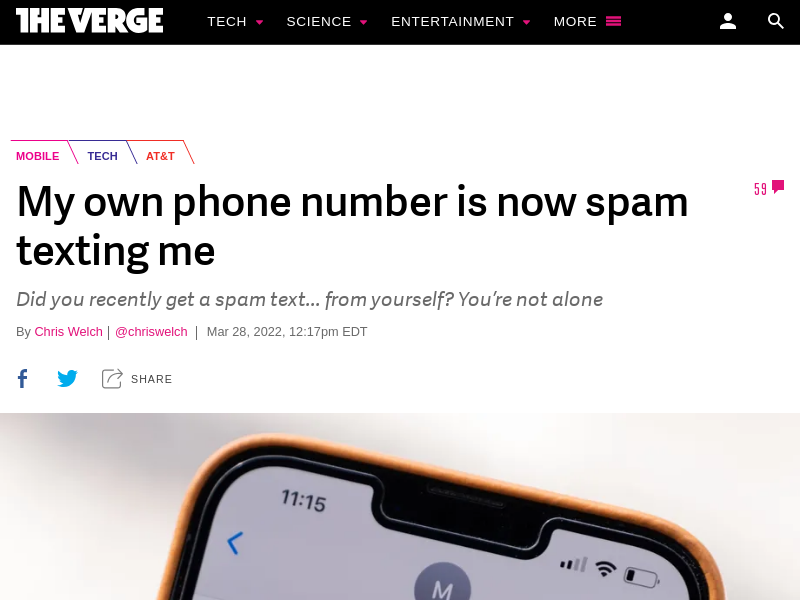 THE VERGE TECH SCIENCE ENTERTAINMENT MORE
MOBILE TECH AT&T
My own phone number is now spam
texting me
59
Did you recently get a spam text... from yourself? You're not alone
By Chris Welch | @chriswelch | Mar 28, 2022, 12:17pm EDT
SHARE
11:15
M